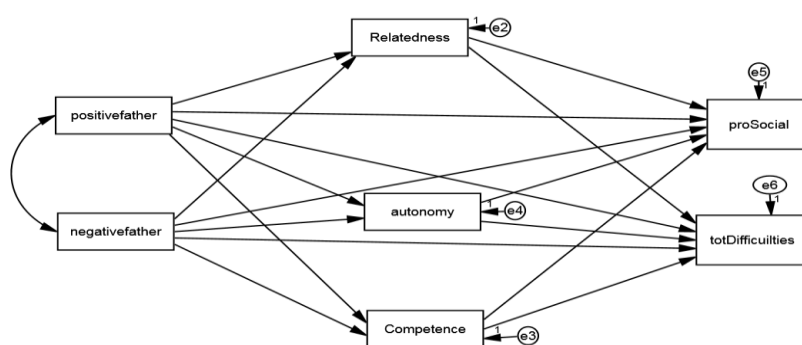 Relatedness
1
e2
e5
1
positivefather
proSocial
e6
1
autonomy
1
e4
negativefather
totDifficuilties
Competence
1
e3